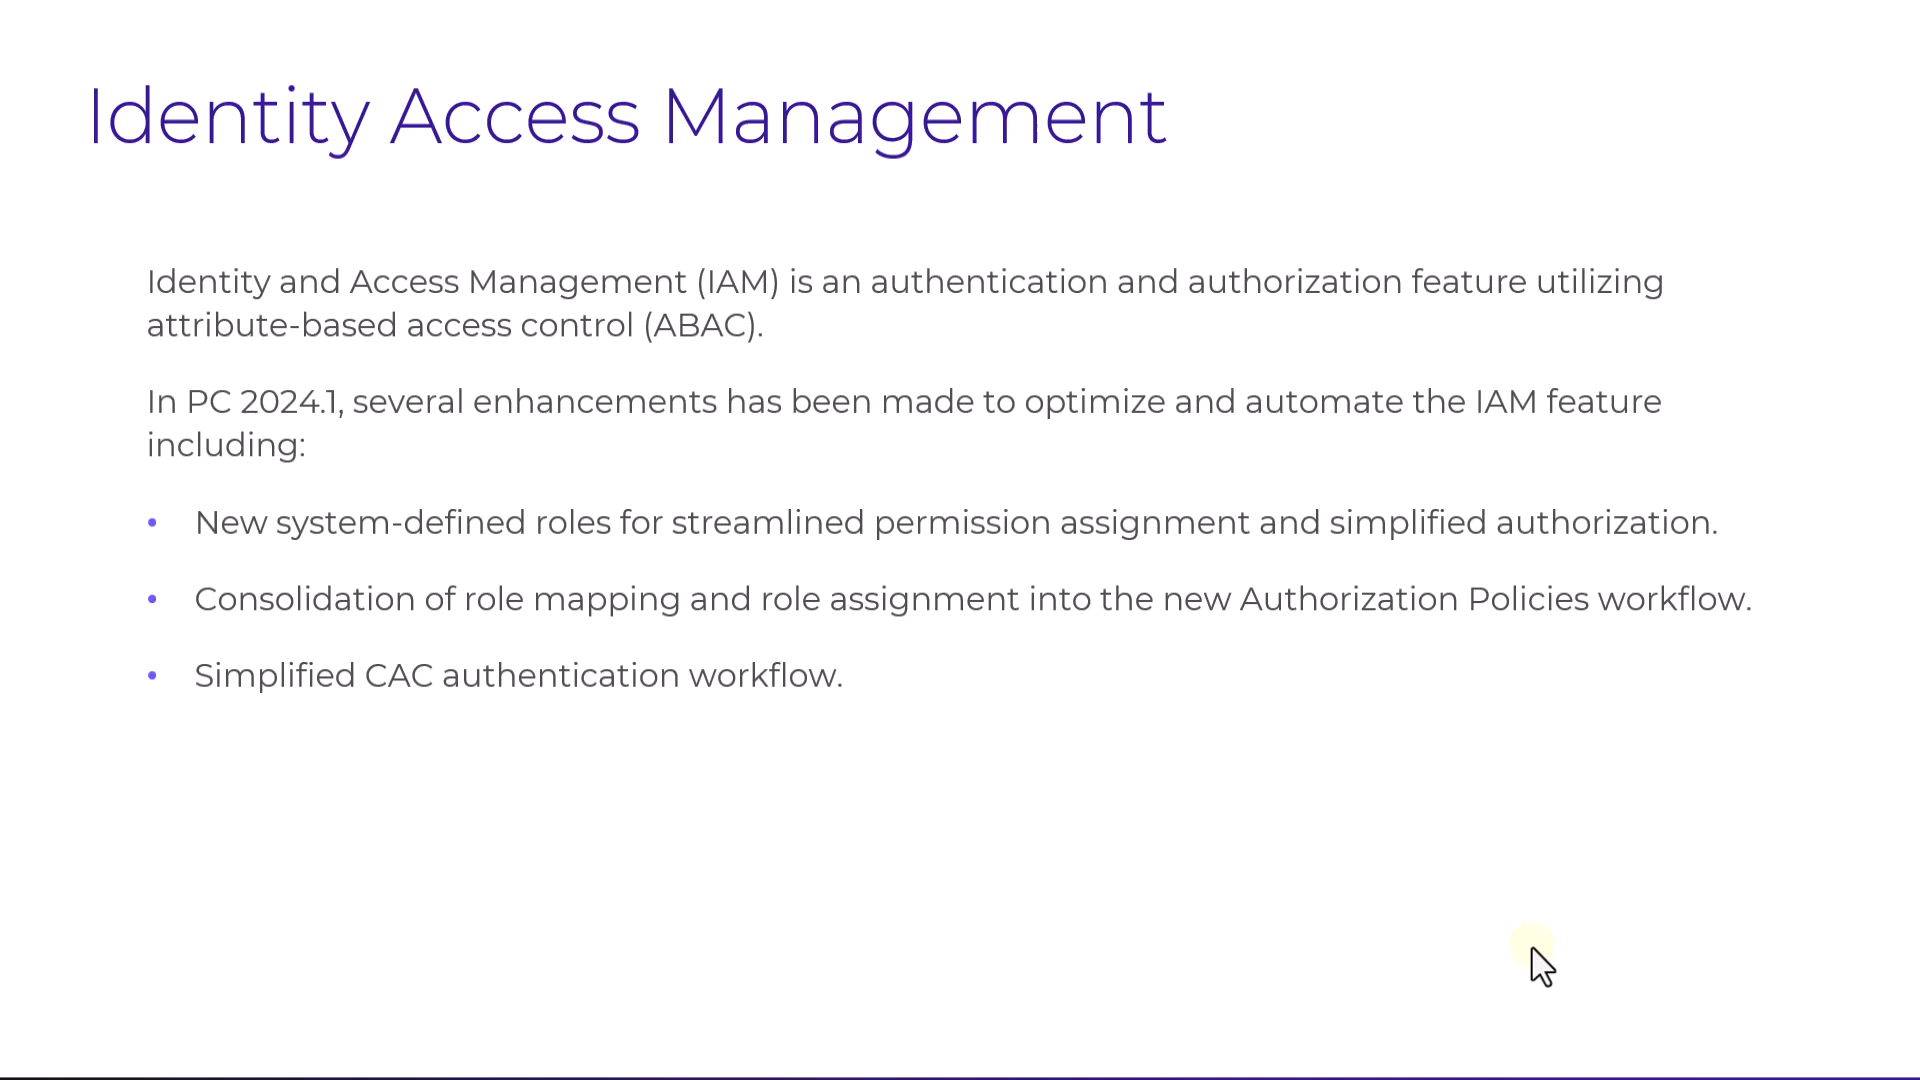 Identity Access Management
Identity and Access Management (IAM) is an authentication and authorization feature utilizing
attribute-based access control (ABAC).
In PC 2024.1, several enhancements has been made to optimize and automate the IAM feature
including:
• New system-defined roles for streamlined permission assignment and simplified authorization.
• Consolidation of role mapping and role assignment into the new Authorization Policies workflow.
• Simplified CAC authentication workflow.